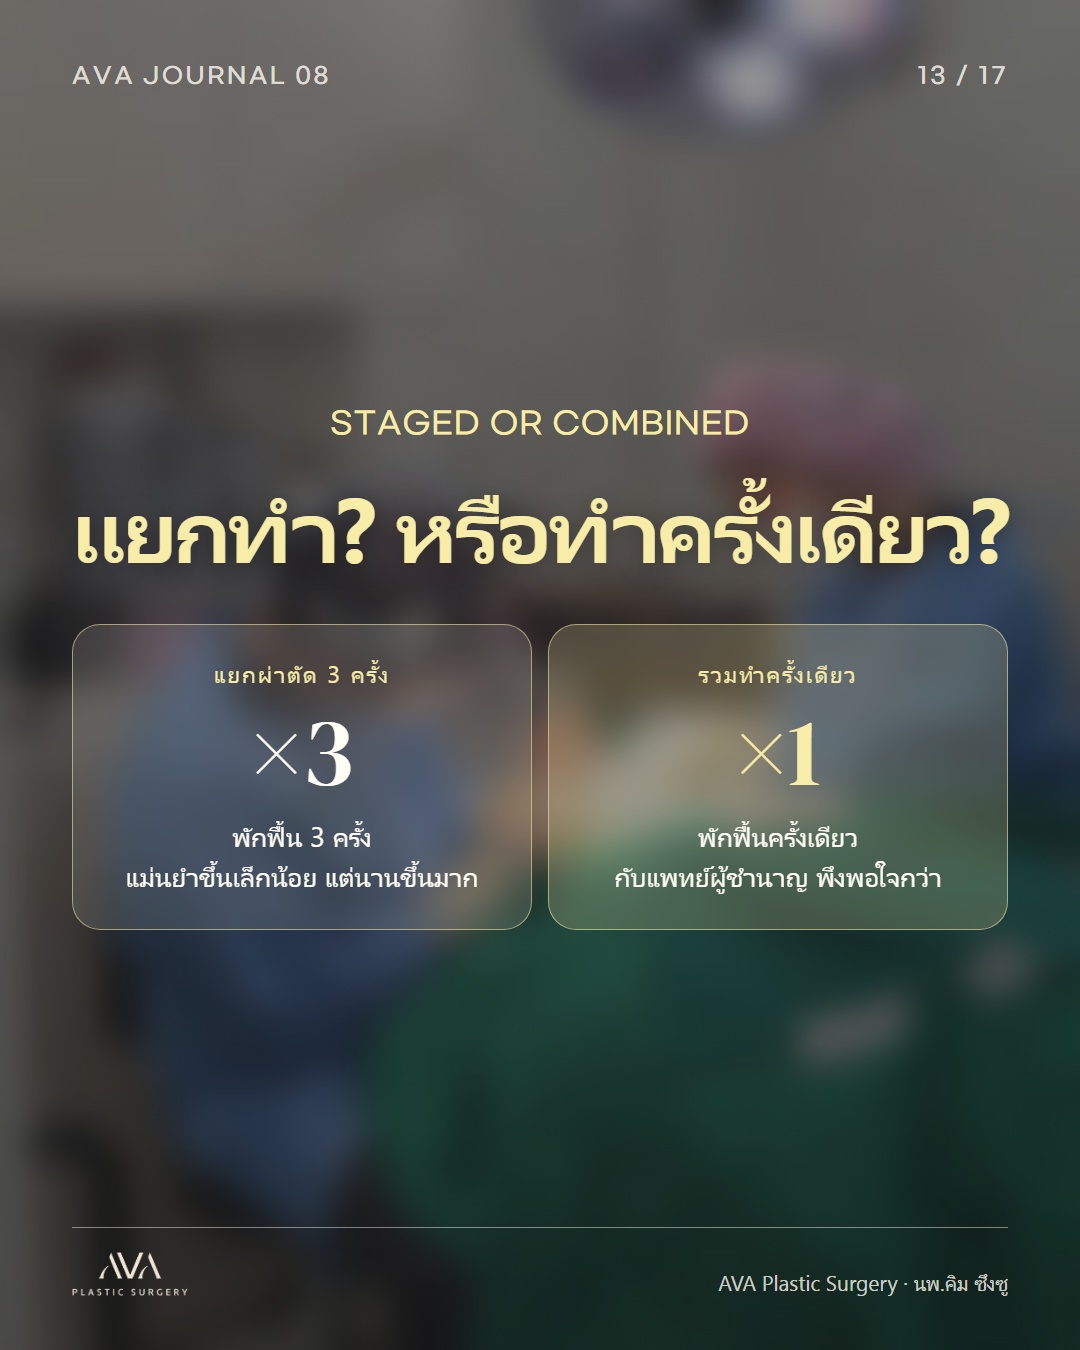 AVA JOURNAL 08
13 / 17
STAGED OR COMBINED
แยกทำ? หรือทำครั้งเดียว?
แยกผ่าตัด 3 ครั้ง
×3
พักฟื้น 3 ครั้ง
แม่นยำขึ้นเล็กน้อย แต่นานขึ้นมาก
รวมทำครั้งเดียว
×1
พักฟื้นครั้งเดียว
กับแพทย์ผู้ชำนาญ พึงพอใจกว่า
AVA
PLASTIC SURGERY
AVA Plastic Surgery · นพ.คิม ซึงซู